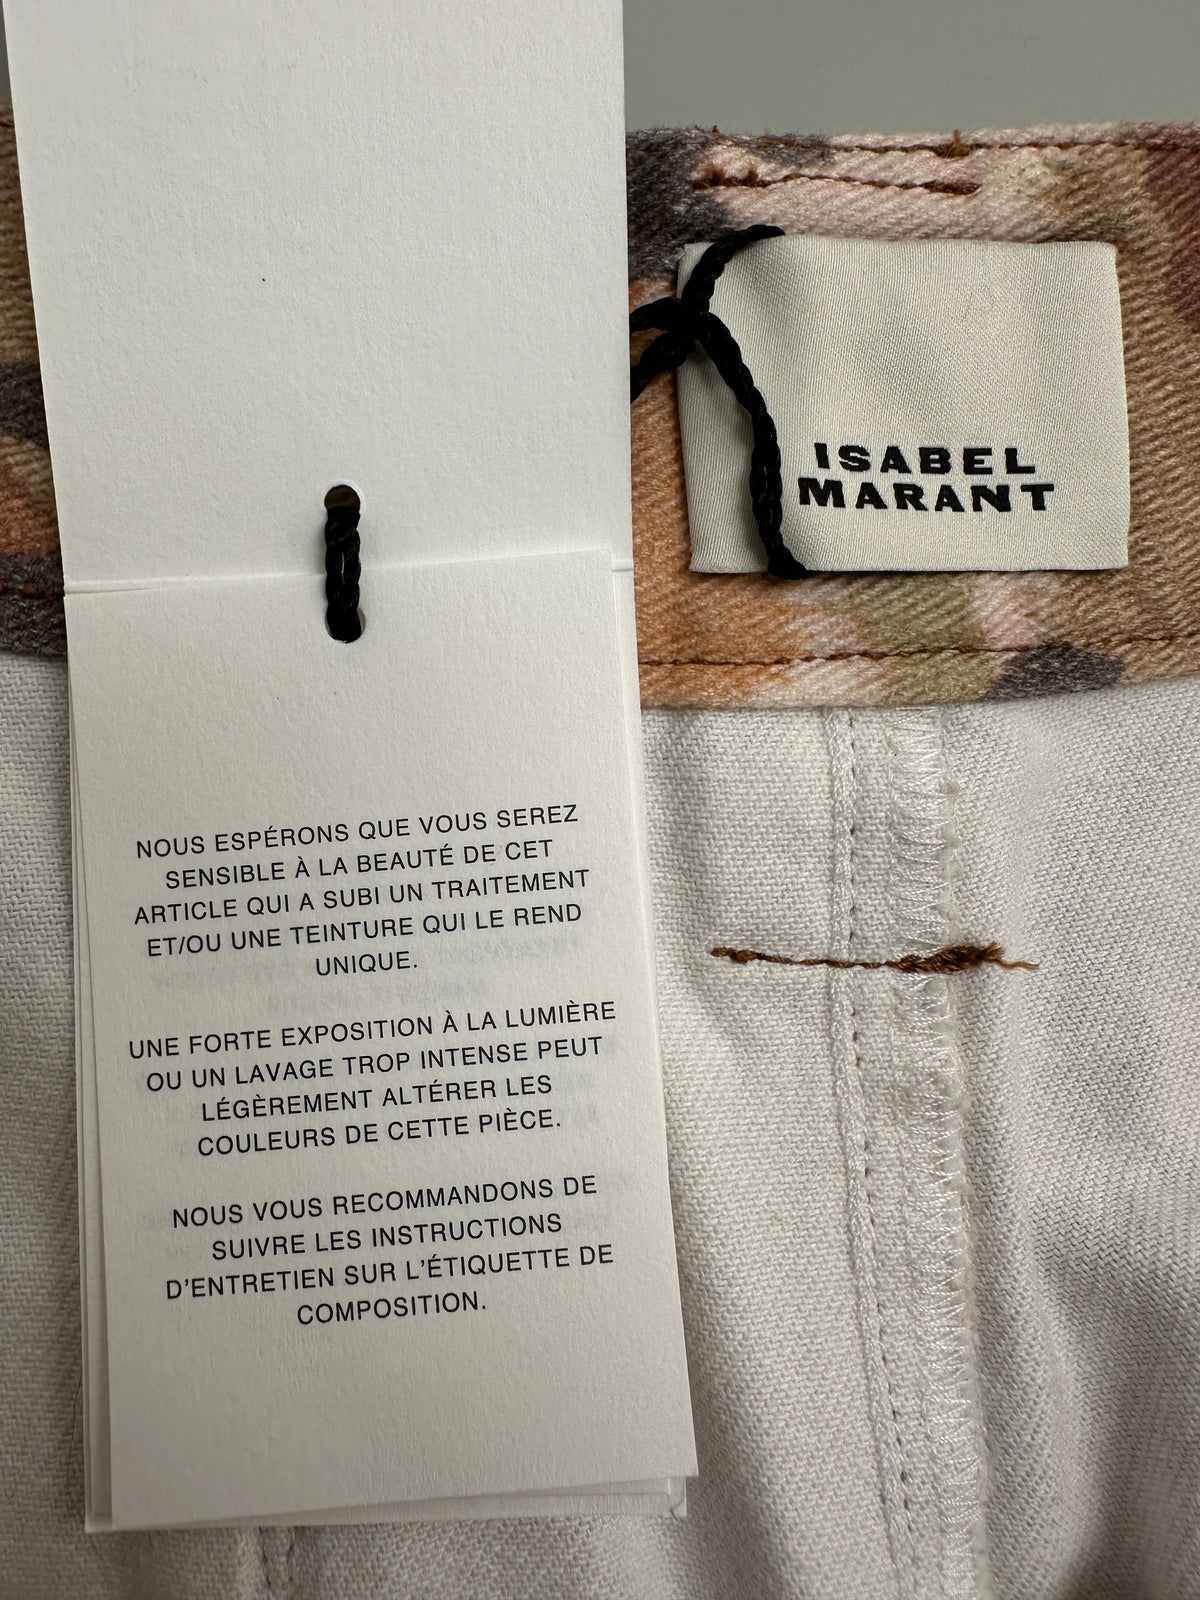 ISABEL
MARANT
NOUS ESPÉRONS QUE VOUS SEREZ
SENSIBLE À LA BEAUTÉ DE CET
ARTICLE QUI A SUBI UN TRAITEMENT
ET/OU UNE TEINTURE QUI LE REND
UNIQUE.
UNE FORTE EXPOSITION À LA LUMIÈRE
OU UN LAVAGE TROP INTENSE PEUT
LÉGÈREMENT ALTÉRER LES
COULEURS DE CETTE PIÈCE.
NOUS VOUS RECOMMANDONS DE
SUIVRE LES INSTRUCTIONS
D'ENTRETIEN SUR L'ÉTIQUETTE DE
COMPOSITION.